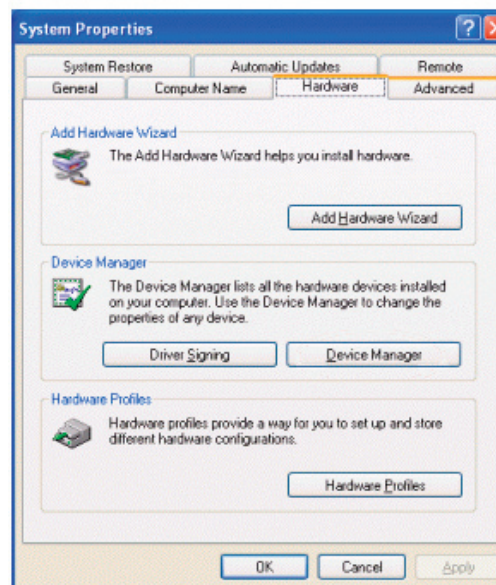 System Properties
System Restore
Automatic Updates
Remote
General
Computer Name
Hardware
Advanced
Add Hardware Wizard
The Add Hardware Wizard helps you install hardware.
Add Hardware Wizard
Device Manager
The Device Manager lists all the hardware devices installed
on your computer. Use the Device Manager to change the
properties of any device.
Driver Signing
Device Manager
Hardware Profiles
Hardware profiles provide a way for you to set up and store
different hardware configurations.
Hardware Profiles
OK
Cancel
Apply